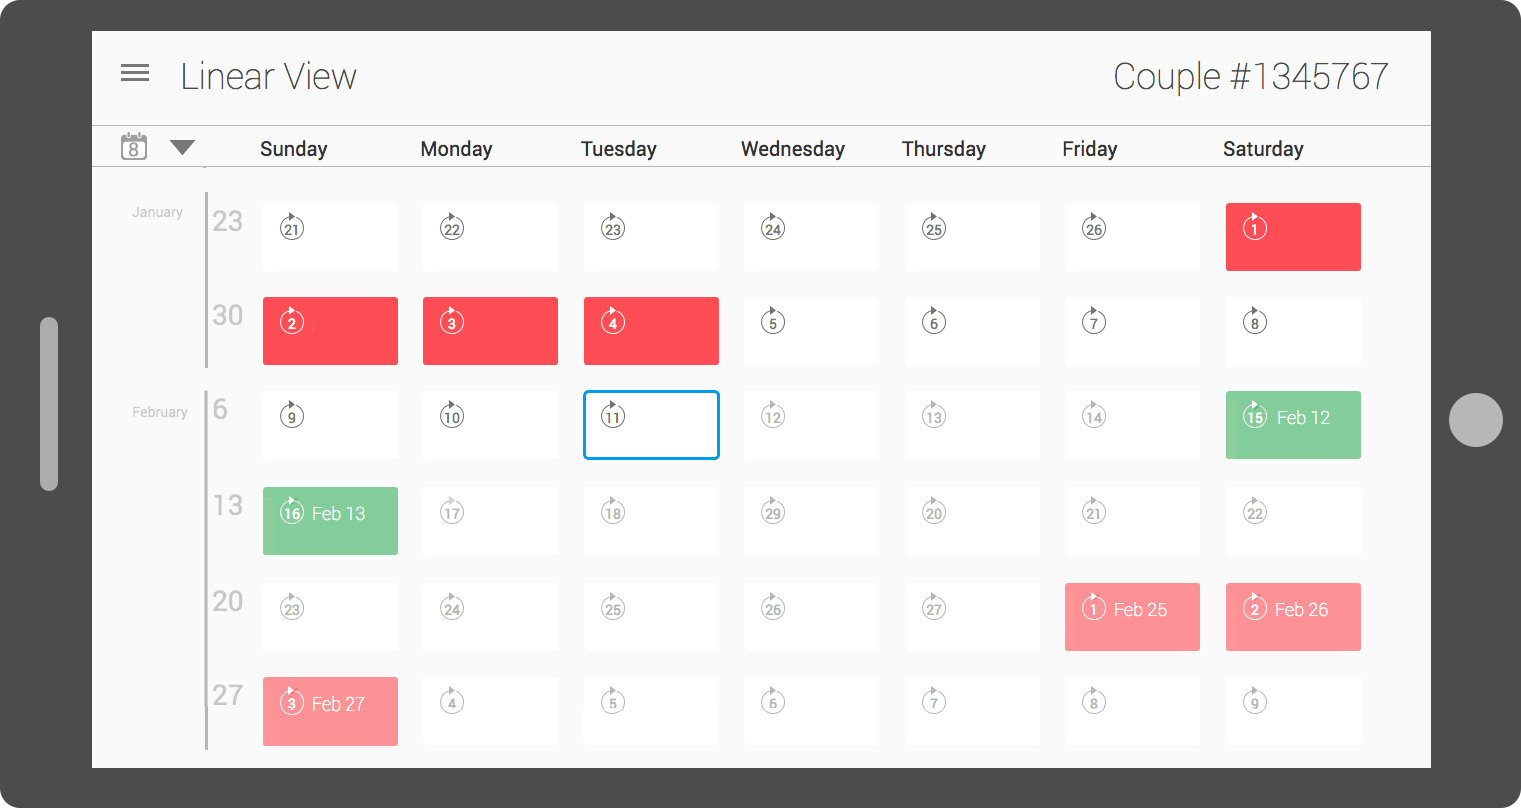 Linear View Couple #1345767
8 Sunday Monday Tuesday Wednesday Thursday Friday Saturday
January 23 21 22 23 24 25 26 1
30 2 3 4 5 6 7 8
February 6 9 10 11 12 13 14 15 Feb 12
13 16 Feb 13 17 18 29 20 21 22
20 23 24 25 26 27 1 Feb 25 2 Feb 26
27 3 Feb 27 4 5 6 7 8 9